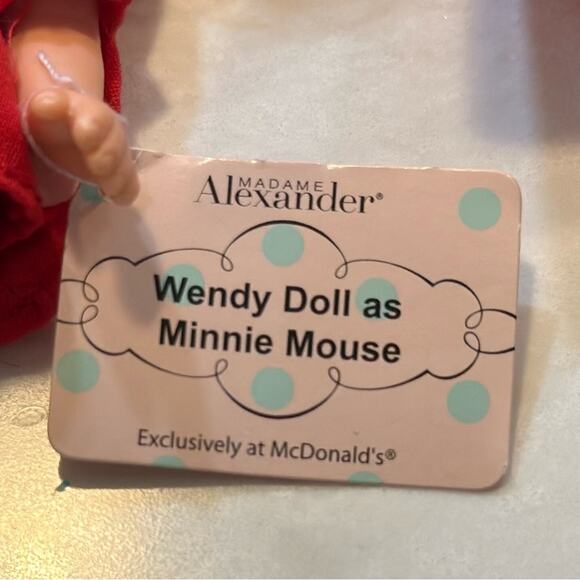 MADAME
Alexander®
Wendy Doll as
Minnie Mouse
Exclusively at McDonald's®